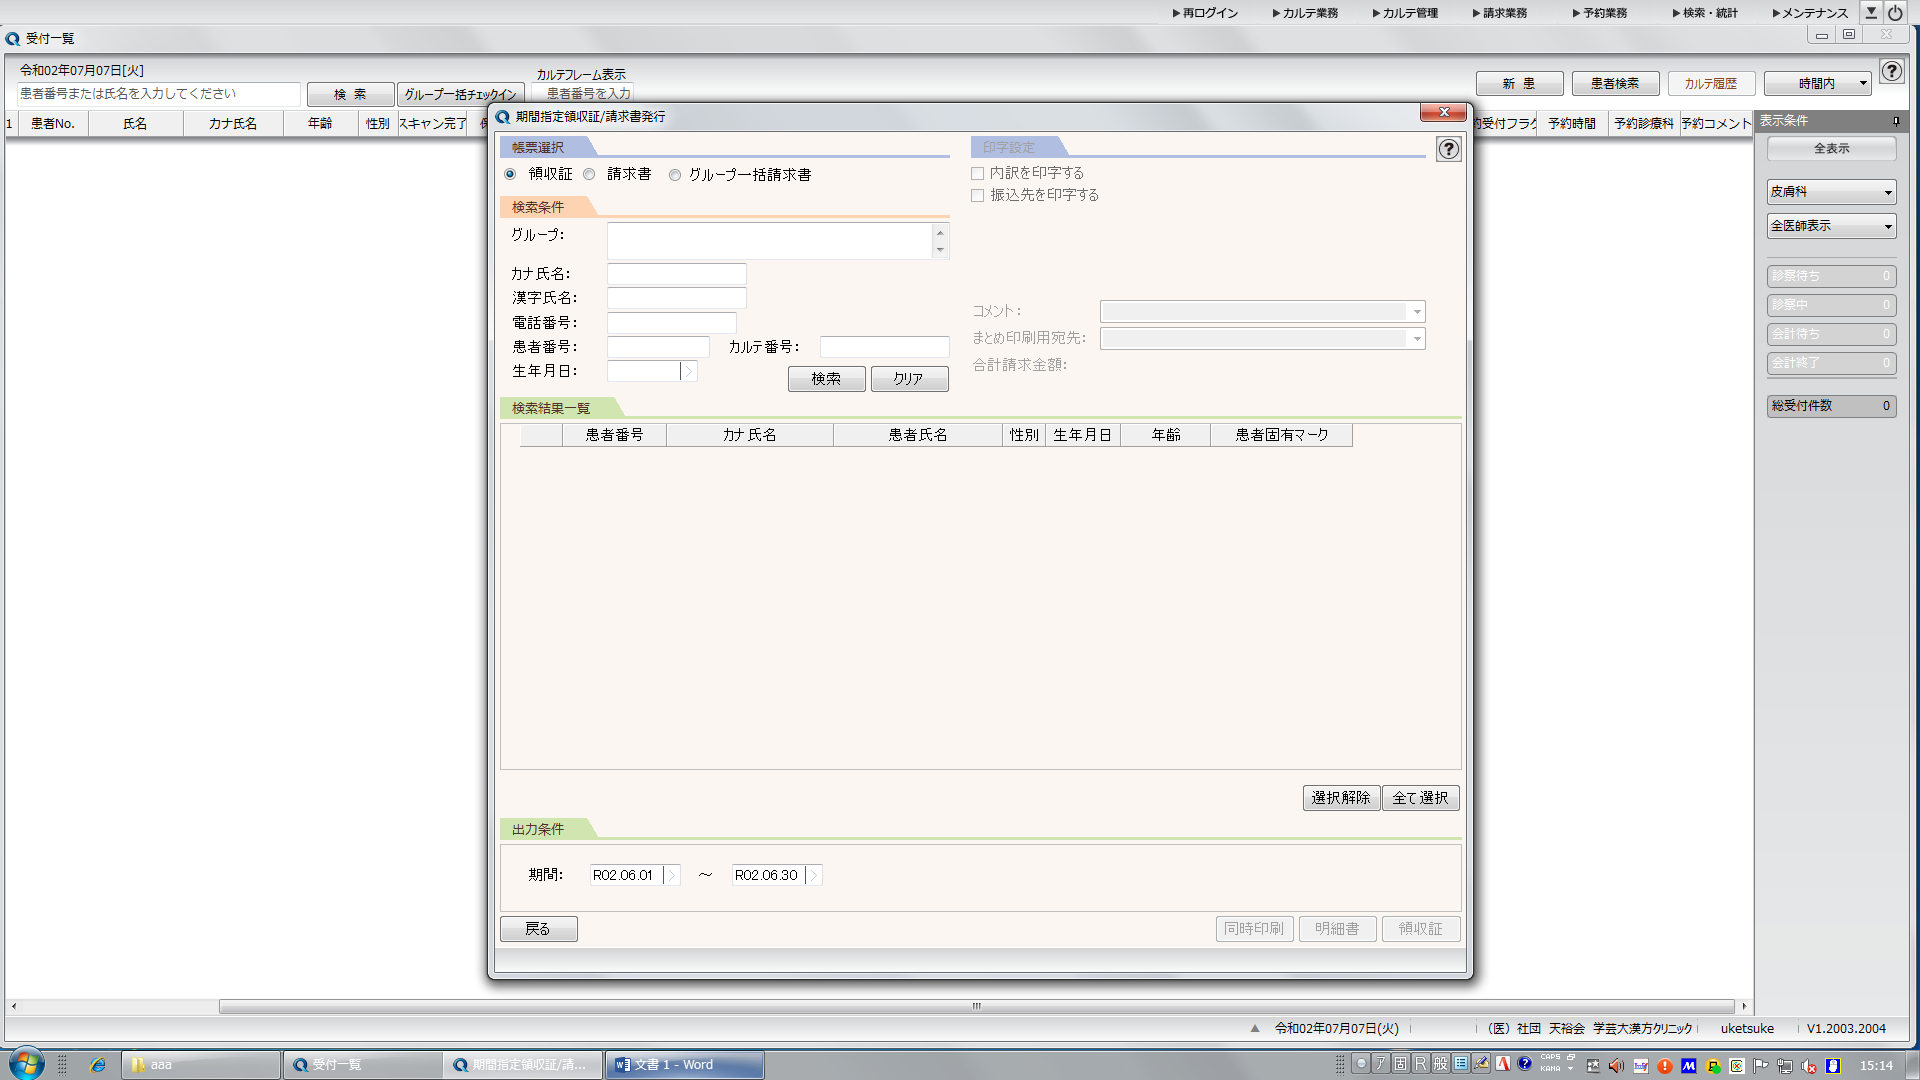 ▶再ログイン ▶カルテ業務 ▶カルテ管理 ▶請求業務 ▶予約業務 ▶検索・統計 ▶メンテナンス
受付一覧
令和02年07月07日[火]
カルテフレーム表示
患者番号または氏名を入力してください 検 索 グループ一括チェックイン 患者番号を入力
新 患 患者検索 カルテ履歴 時間内 ?
1 患者No. 氏名 カナ氏名 年齢 性別 スキャン完了 予約時間 予約診療科 予約コメント
約受付フラグ
表示条件
全表示
皮膚科
全医師表示
診察待ち 0
診察中 0
会計待ち 0
会計終了 0
総受付件数 0
期間指定領収証/請求書発行
帳票選択
領収証 請求書 グループ一括請求書
印字設定 ?
内訳を印字する
振込先を印字する
検索条件
グループ:
カナ氏名:
漢字氏名:
電話番号:
患者番号: カルテ番号:
生年月日: 検索 クリア
コメント:
まとめ印刷用宛先:
合計請求金額:
検索結果一覧
患者番号 カナ氏名 患者氏名 性別 生年月日 年齢 患者固有マーク
選択解除 全て選択
出力条件
期間: R02.06.01 ～ R02.06.30
戻る 同時印刷 明細書 領収証
▲ 令和02年07月07日(火) (医) 社団 天裕会 学芸大漢方クリニック uketsuke V1.2003.2004
aaa 受付一覧 期間指定領収証/請... 文書 1 - Word ア 固 R 般 CAPS KANA 15:14